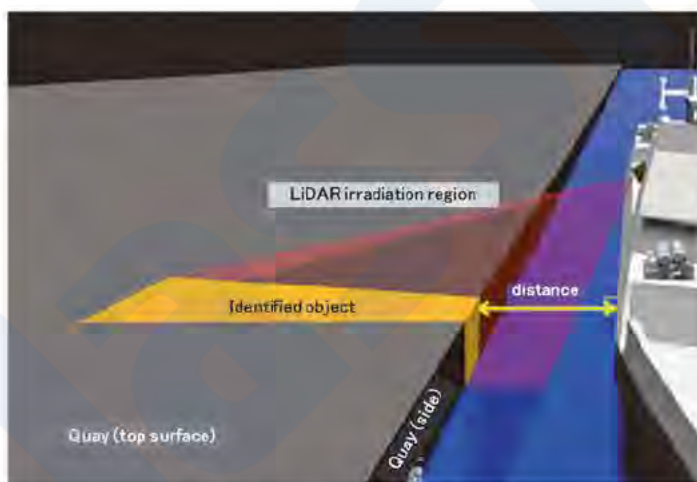 LiDAR irradiation region
distance
Identified object
Quay (side)
Quay (top surface)